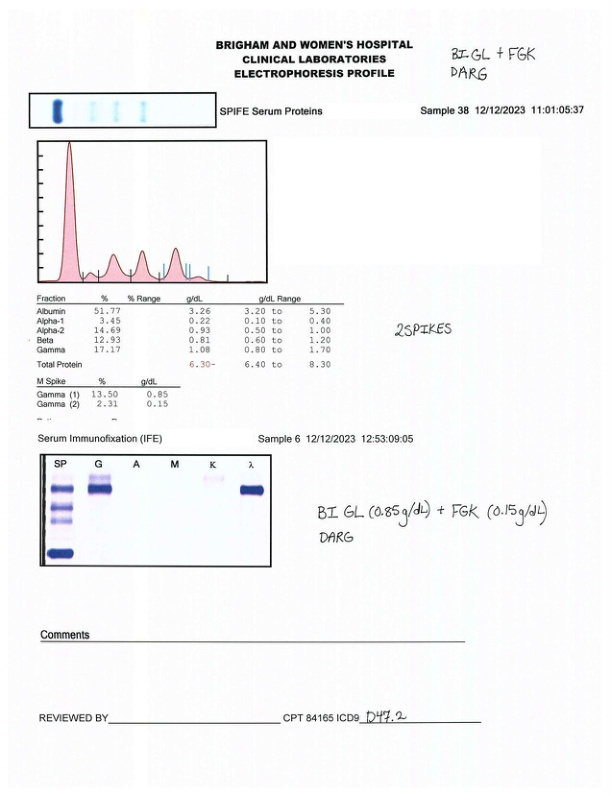 BRIGHAM AND WOMEN'S HOSPITAL
CLINICAL LABORATORIES
ELECTROPHORESIS PROFILE
BI GL + FGK
DARG
SPIFE Serum Proteins Sample 38 12/12/2023 11:01:05:37
Fraction % % Range g/dL g/dL Range
Albumin 51.77 3.26 3.20 to 5.30
Alpha-1 3.45 0.22 0.10 to 0.40
Alpha-2 14.69 0.93 0.50 to 1.00
Beta 12.93 0.81 0.60 to 1.20
Gamma 17.17 1.08 0.80 to 1.70
Total Protein 6.30- 6.40 to 8.30
2 SPIKES
M Spike % g/dL
Gamma (1) 13.50 0.85
Gamma (2) 2.31 0.15
Serum Immunofixation (IFE) Sample 6 12/12/2023 12:53:09:05
SP G A M K λ
BI GL (0.85g/dL) + FGK (0.15g/dL)
DARG
Comments
REVIEWED BY CPT 84165 ICD9 D47.2